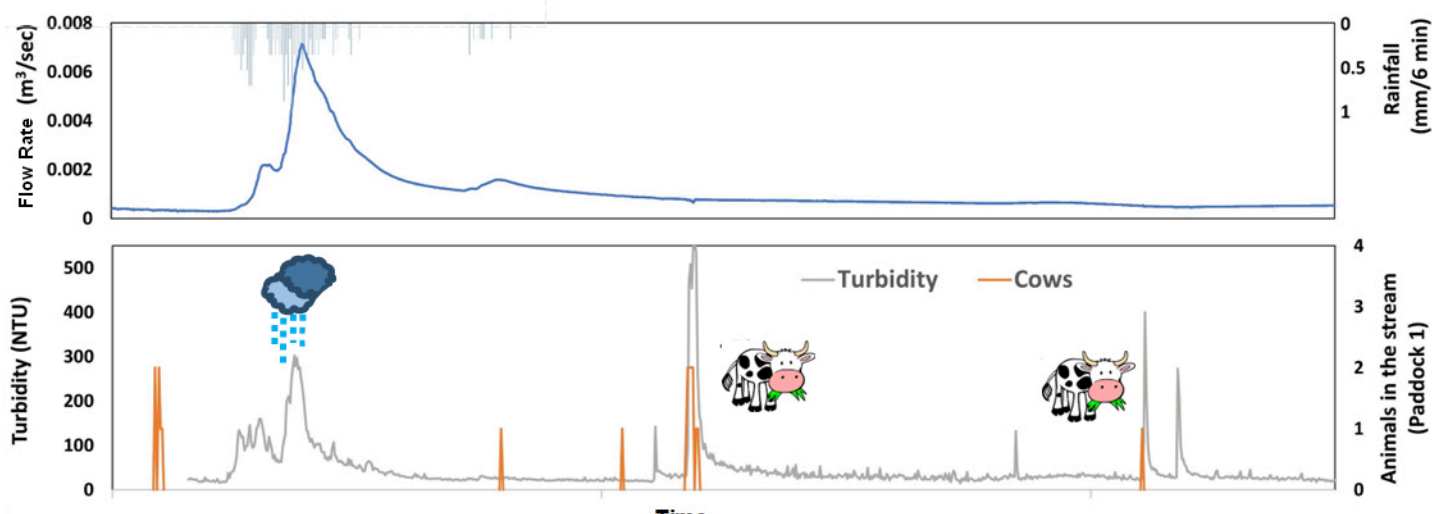 Flow Rate (m³/sec)
0.008
0.006
0.004
0.002
0
0
0.5
1
Rainfall
(mm/6 min)
Turbidity (NTU)
500
400
300
200
100
0
Turbidity
Cows
4
3
2
1
0
Animals in the stream
(Paddock 1)